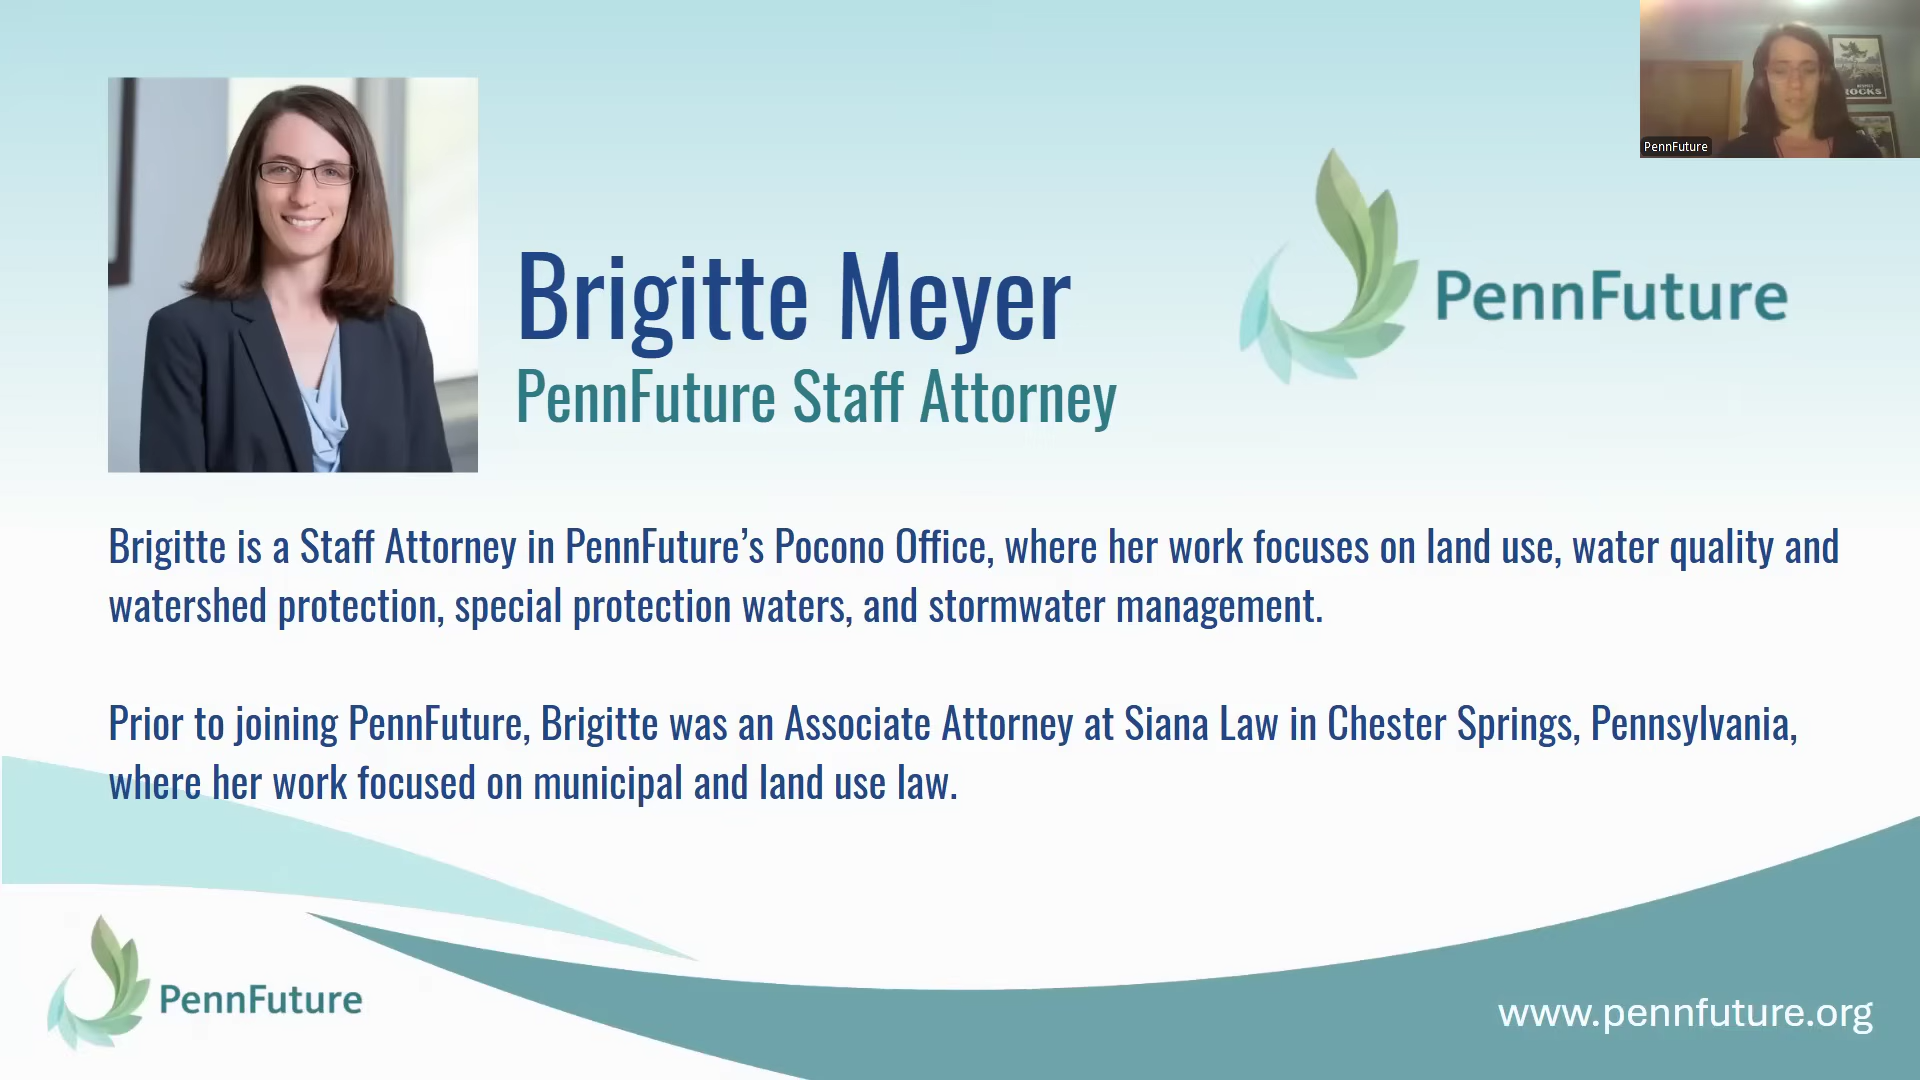 Brigitte Meyer
PennFuture Staff Attorney
PennFuture
PennFuture
ROCKS
Brigitte is a Staff Attorney in PennFuture’s Pocono Office, where her work focuses on land use, water quality and
watershed protection, special protection waters, and stormwater management.
Prior to joining PennFuture, Brigitte was an Associate Attorney at Siana Law in Chester Springs, Pennsylvania,
where her work focused on municipal and land use law.
PennFuture
www.pennfuture.org